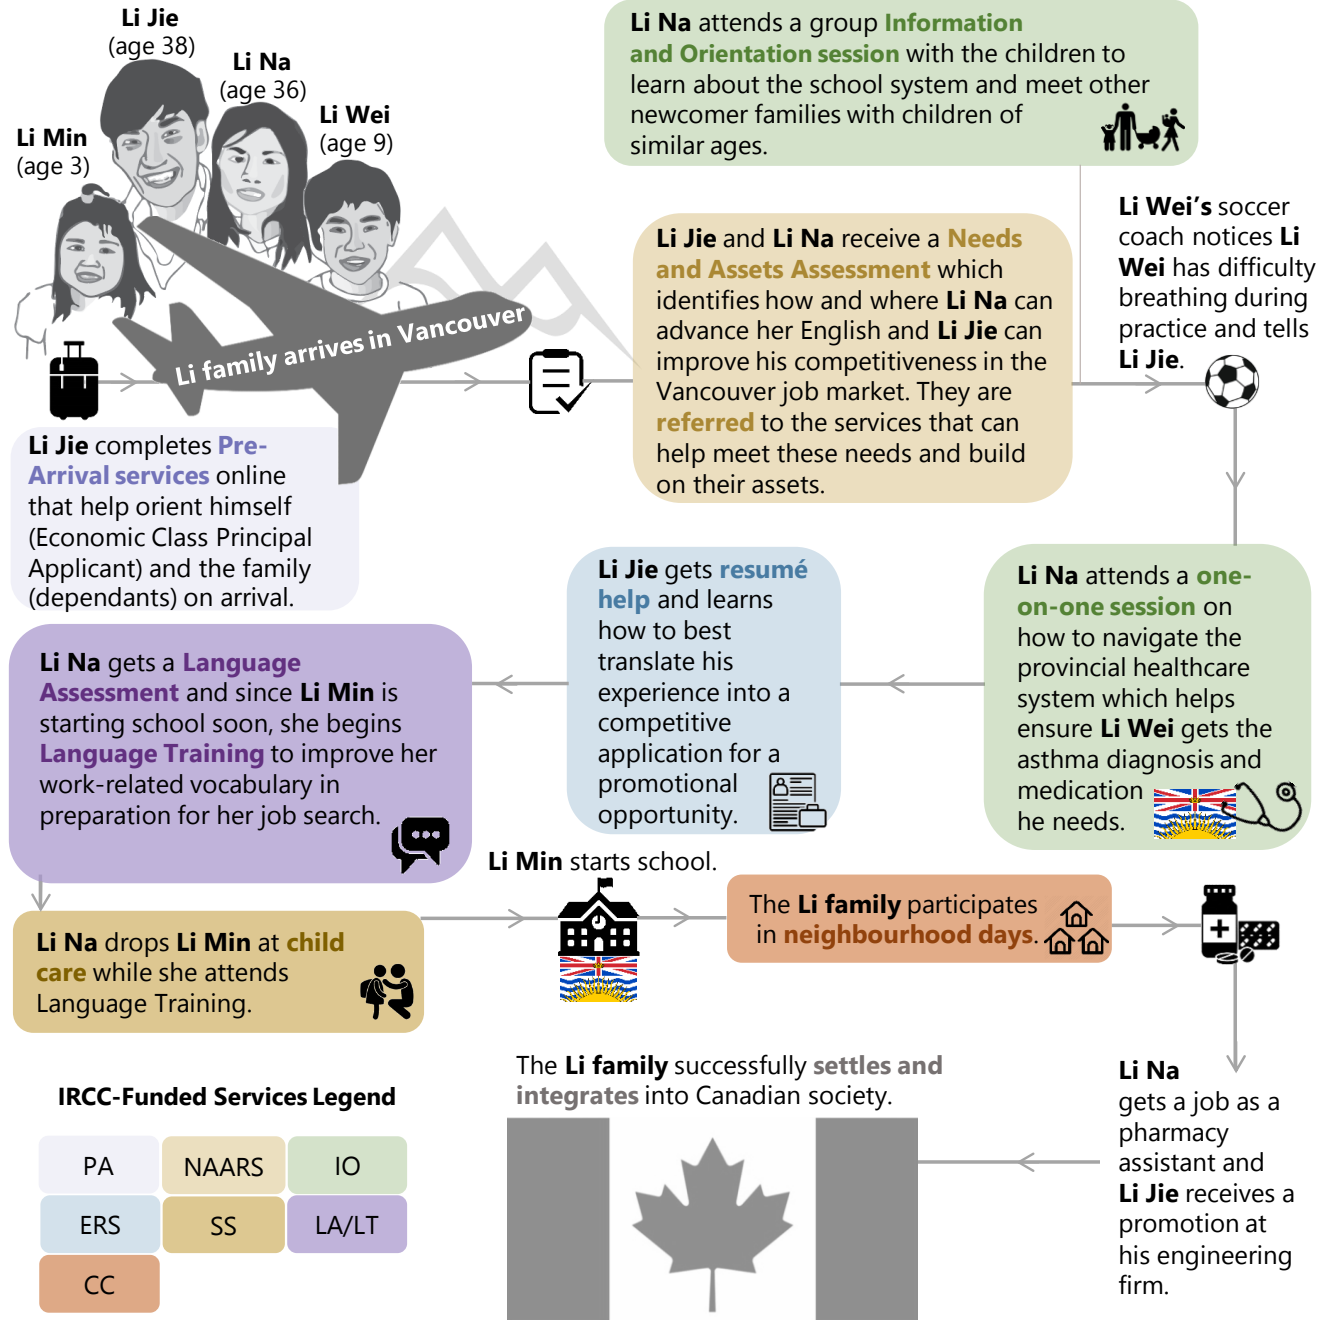 Li Jie
(age 38)
Li Na
(age 36)
Li Wei
(age 9)
Li Min
(age 3)
Li family arrives in Vancouver
Li Jie completes Pre-
Arrival services online
that help orient himself
(Economic Class Principal
Applicant) and the family
(dependants) on arrival.
Li Na attends a group Information
and Orientation session with the children to
learn about the school system and meet other
newcomer families with children of
similar ages.
Li Jie and Li Na receive a Needs
and Assets Assessment which
identifies how and where Li Na can
advance her English and Li Jie can
improve his competitiveness in the
Vancouver job market. They are
referred to the services that can
help meet these needs and build
on their assets.
Li Wei's soccer
coach notices Li
Wei has difficulty
breathing during
practice and tells
Li Jie.
Li Na attends a one-
on-one session on
how to navigate the
provincial healthcare
system which helps
ensure Li Wei gets the
asthma diagnosis and
medication
he needs.
Li Jie gets resumé
help and learns
how to best
translate his
experience into a
competitive
application for a
promotional
opportunity.
Li Na gets a Language
Assessment and since Li Min is
starting school soon, she begins
Language Training to improve her
work-related vocabulary in
preparation for her job search.
Li Na drops Li Min at child
care while she attends
Language Training.
Li Min starts school.
The Li family participates
in neighbourhood days.
Li Na
gets a job as a
pharmacy
assistant and
Li Jie receives a
promotion at
his engineering
firm.
The Li family successfully settles and
integrates into Canadian society.
IRCC-Funded Services Legend
PA
NAARS
IO
ERS
SS
LA/LT
CC